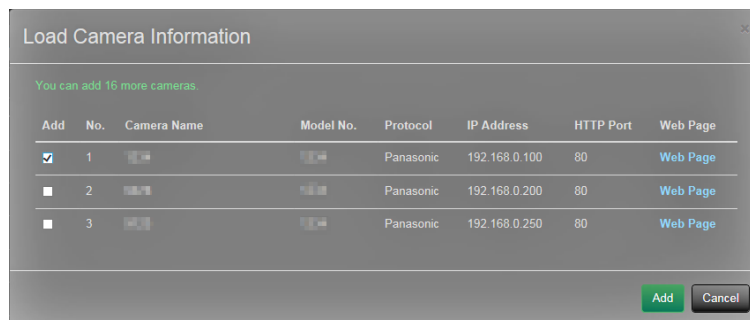 Load Camera Information
×
You can add 16 more cameras.
Add No. Camera Name Model No. Protocol IP Address HTTP Port Web Page
1 Panasonic 192.168.0.100 80 Web Page
2 Panasonic 192.168.0.200 80 Web Page
3 Panasonic 192.168.0.250 80 Web Page
Add Cancel